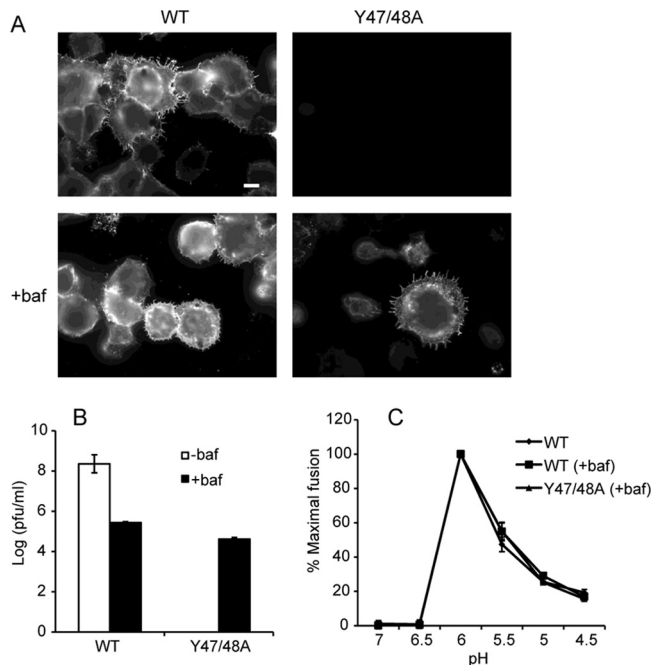 A
WT
Y47/48A
+baf
B
Log (pfu/ml)
10
8
6
4
2
0
-baf
+baf
WT
Y47/48A
C
% Maximal fusion
120
100
80
60
40
20
0
WT
WT (+baf)
Y47/48A (+baf)
7 6.5 6 5.5 5 4.5
pH